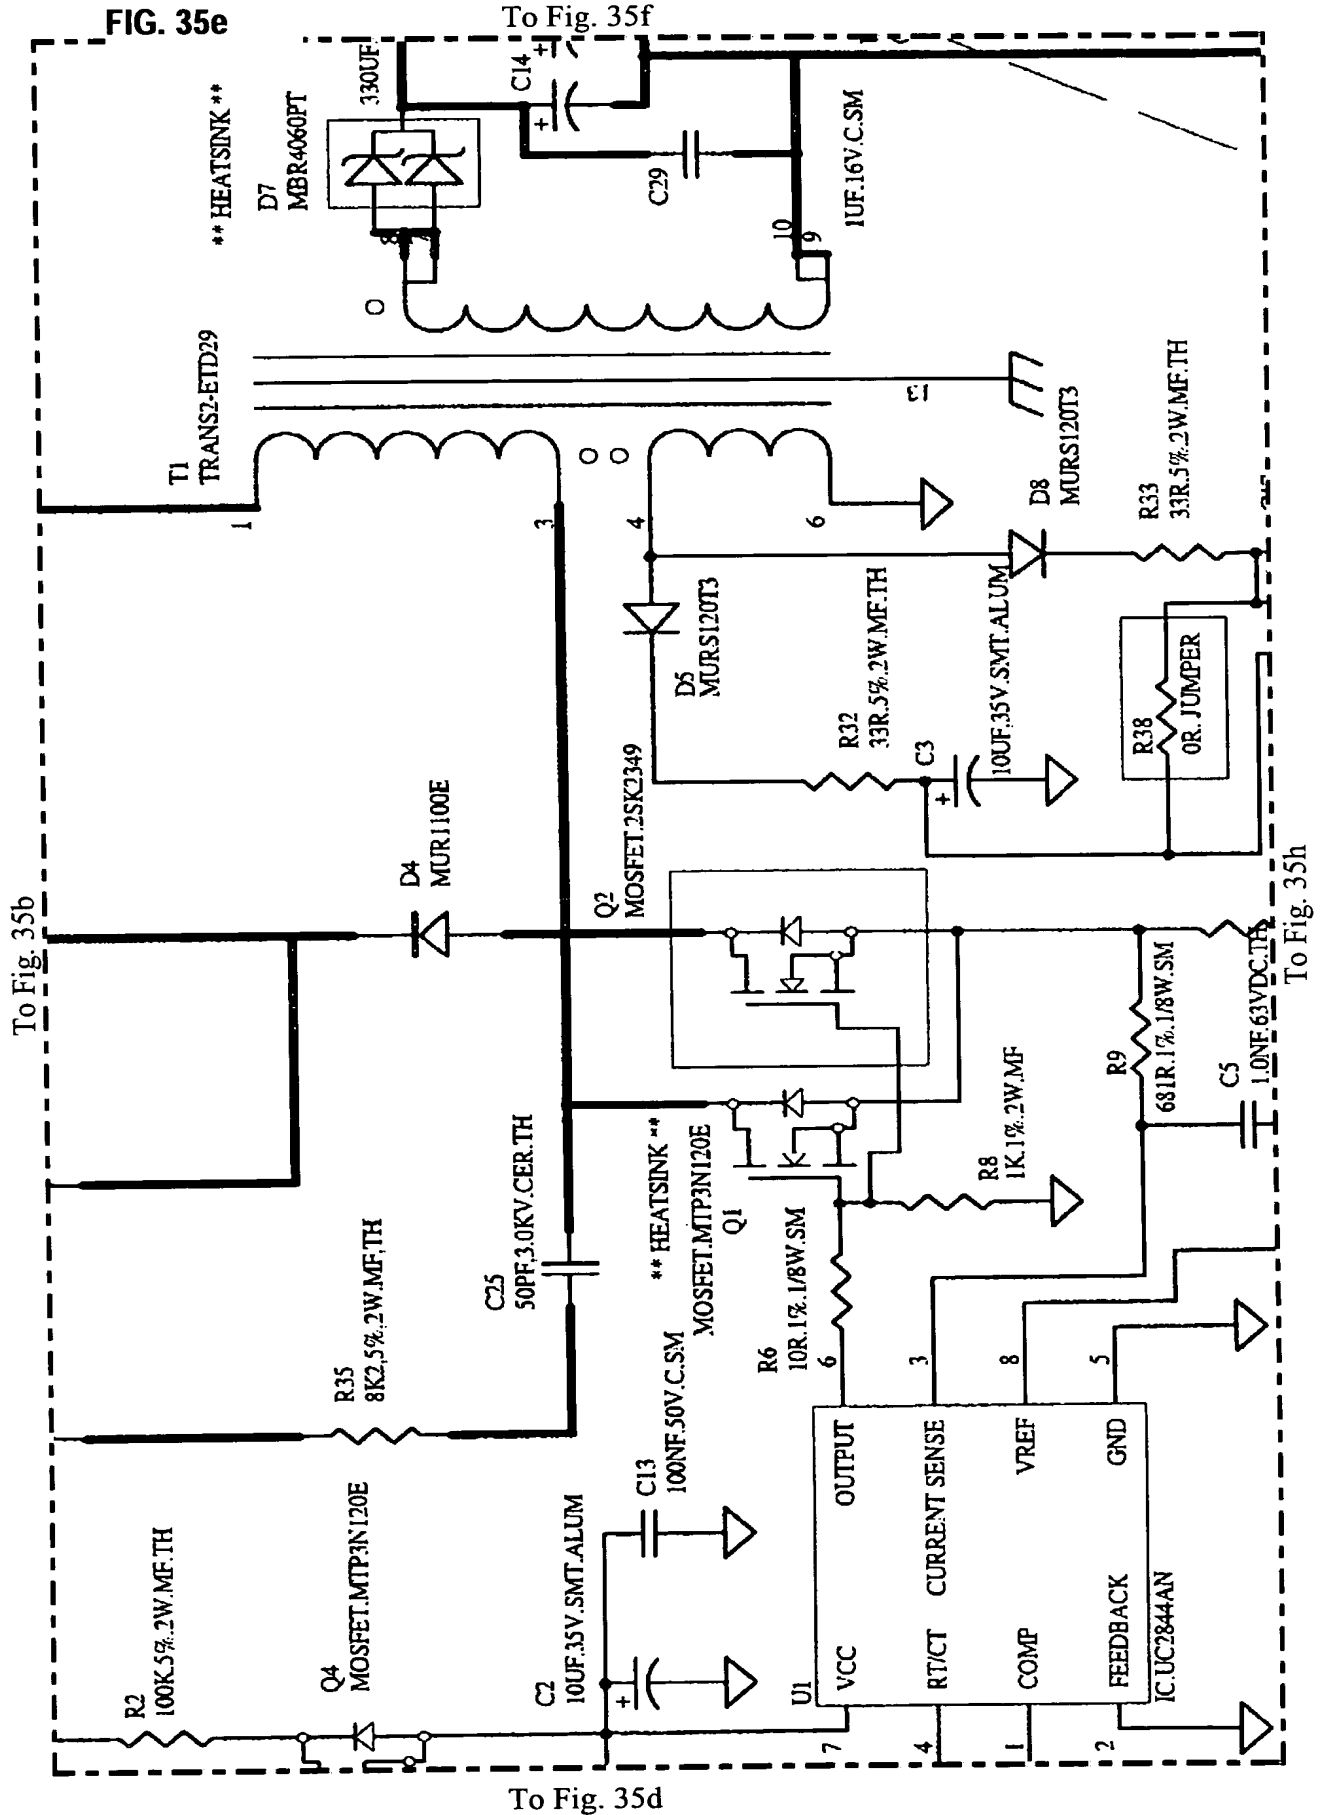 FIG. 35e
To Fig. 35f
** HEATSINK **
D7
MBR4060PT
330UF
C14
+
+
C29
1UF.16V.C.SM
8
7
10
9
T1
TRANS2-ETD29
1
3
4
6
13
D8
MURS120T3
R33
33R.5%.2W.MF.TH
D5
MURS120T3
R32
33R.5%.2W.MF.TH
C3
+
10UF.35V.SMT.ALUM
R38
0R. JUMPER
To Fig. 35b
D4
MUR1100E
Q2
MOSFET.2SK2349
To Fig. 35h
R9
681R.1%.1/8W.SM
C5
1.0NF.63VDC.TH
R8
1K.1%.2W.MF
** HEATSINK **
MOSFET.MTP3N120E
Q1
C25
50PF,3.0KV.CER.TH
R35
8K2,5%.2W.MF,TH
R6
10R.1%.1/8W.SM
6
3
8
5
C13
100NF.50V.C.SM
R2
100K.5%.2W.MF.TH
Q4
MOSFET.MTP3N120E
C2
10UF.35V.SMT.ALUM
+
U1
OUTPUT
CURRENT SENSE
VREF
GND
VCC
RT/CT
COMP
FEEDBACK
IC.UC2844AN
7
4
1
2
To Fig. 35d